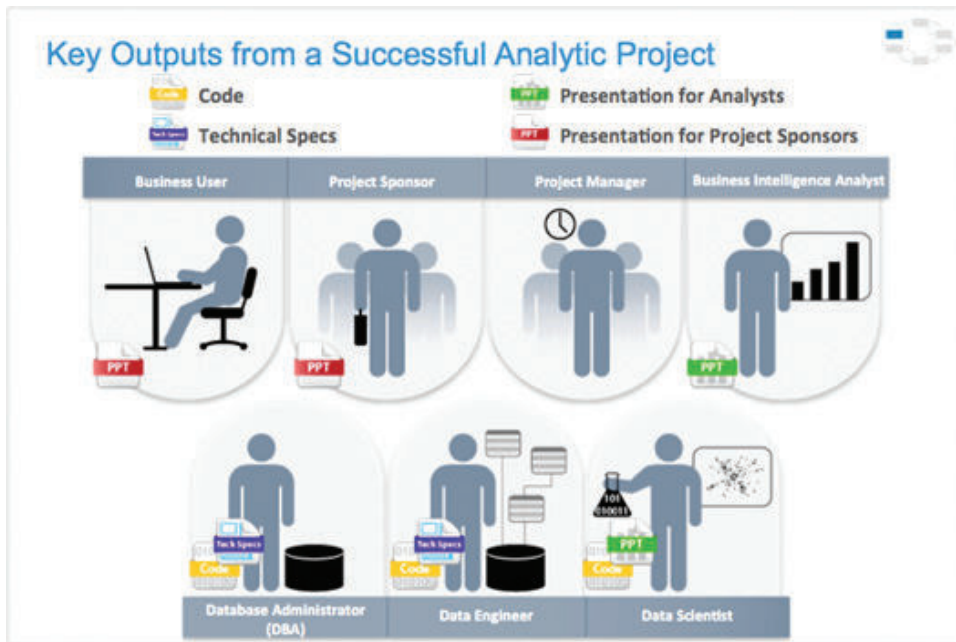 Key Outputs from a Successful Analytic Project
Code
Code
PPT
Presentation for Analysts
Tech Specs
Technical Specs
PPT
Presentation for Project Sponsors
Business User
Project Sponsor
Project Manager
Business Intelligence Analyst
PPT
PPT
PPT
101
010011
Tech Specs
Code
Tech Specs
Code
PPT
Code
Database Administrator
(DBA)
Data Engineer
Data Scientist